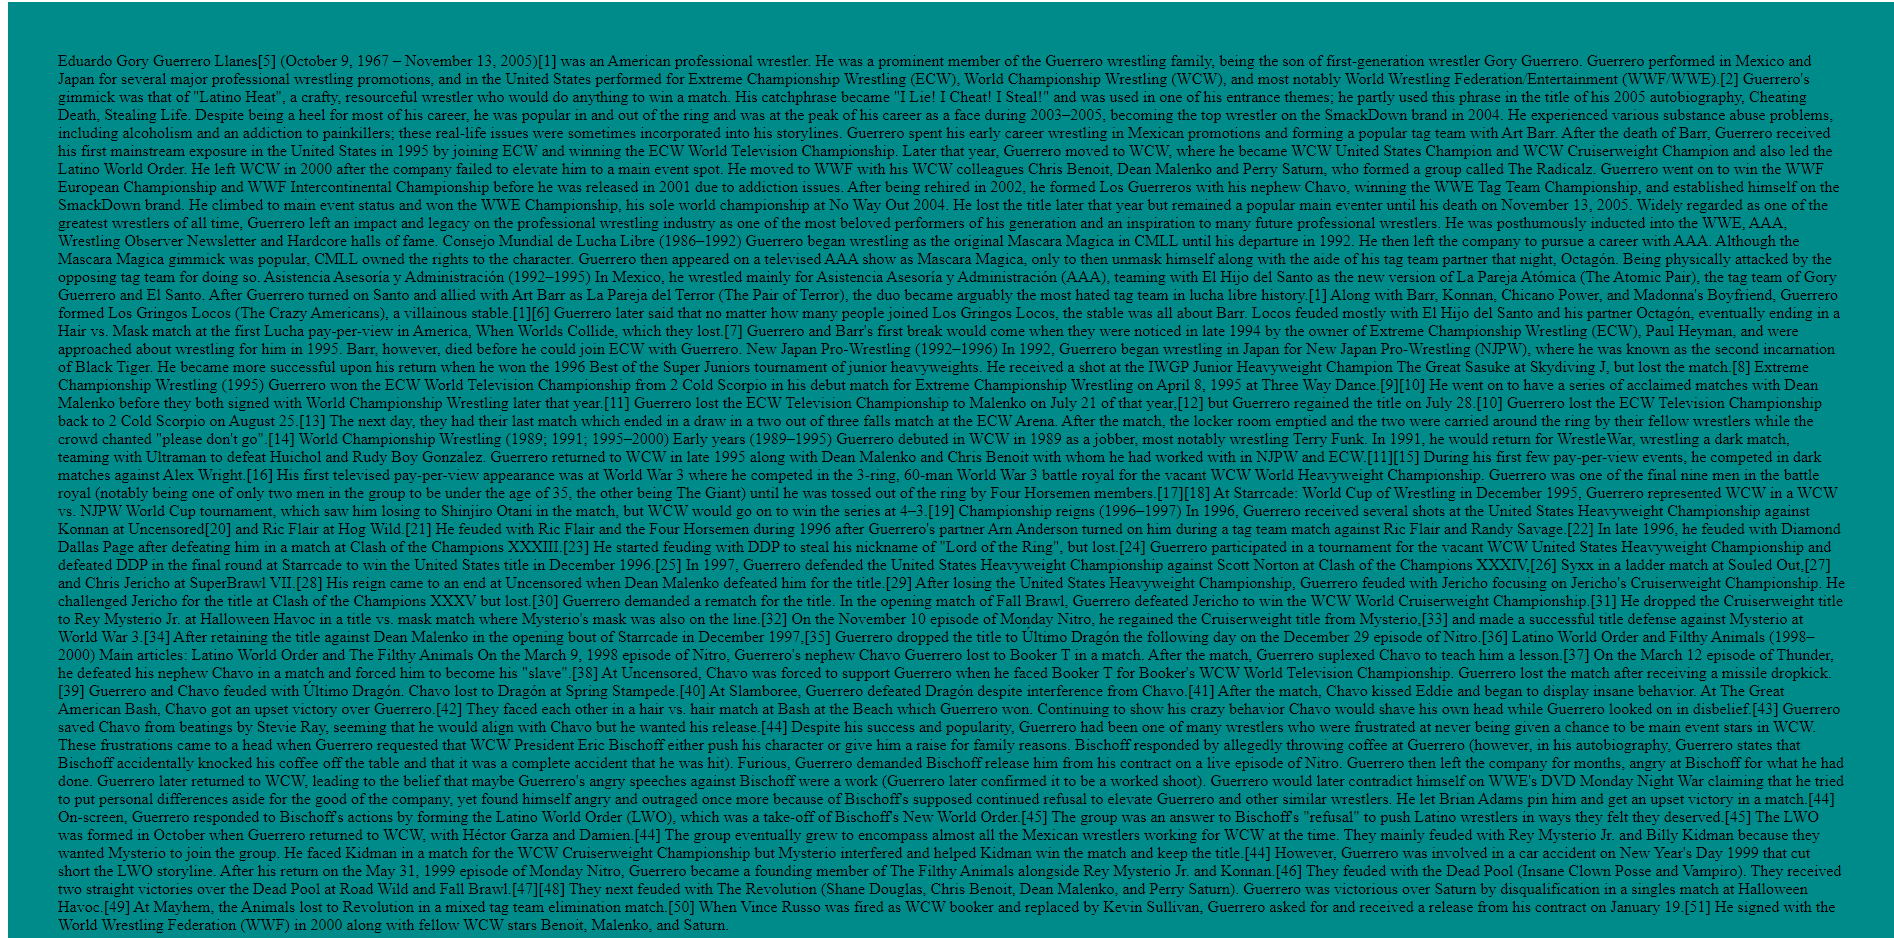 Eduardo Gory Guerrero Llanes[5] (October 9, 1967 – November 13, 2005)[1] was an American professional wrestler. He was a prominent member of the Guerrero wrestling family, being the son of first-generation wrestler Gory Guerrero. Guerrero performed in Mexico and
Japan for several major professional wrestling promotions, and in the United States performed for Extreme Championship Wrestling (ECW), World Championship Wrestling (WCW), and most notably World Wrestling Federation/Entertainment (WWF/WWE).[2] Guerrero's
gimmick was that of "Latino Heat", a crafty, resourceful wrestler who would do anything to win a match. His catchphrase became "I Lie! I Cheat! I Steal!" and was used in one of his entrance themes; he partly used this phrase in the title of his 2005 autobiography, Cheating
Death, Stealing Life. Despite being a heel for most of his career, he was popular in and out of the ring and was at the peak of his career as a face during 2003–2005, becoming the top wrestler on the SmackDown brand in 2004. He experienced various substance abuse problems,
including alcoholism and an addiction to painkillers; these real-life issues were sometimes incorporated into his storylines. Guerrero spent his early career wrestling in Mexican promotions and forming a popular tag team with Art Barr. After the death of Barr, Guerrero received
his first mainstream exposure in the United States in 1995 by joining ECW and winning the ECW World Television Championship. Later that year, Guerrero moved to WCW, where he became WCW United States Champion and WCW Cruiserweight Champion and also led the
Latino World Order. He left WCW in 2000 after the company failed to elevate him to a main event spot. He moved to WWF with his WCW colleagues Chris Benoit, Dean Malenko and Perry Saturn, who formed a group called The Radicalz. Guerrero went on to win the WWF
European Championship and WWF Intercontinental Championship before he was released in 2001 due to addiction issues. After being rehired in 2002, he formed Los Guerreros with his nephew Chavo, winning the WWE Tag Team Championship, and established himself on the
SmackDown brand. He climbed to main event status and won the WWE Championship, his sole world championship at No Way Out 2004. He lost the title later that year but remained a popular main eventer until his death on November 13, 2005. Widely regarded as one of the
greatest wrestlers of all time, Guerrero left an impact and legacy on the professional wrestling industry as one of the most beloved performers of his generation and an inspiration to many future professional wrestlers. He was posthumously inducted into the WWE, AAA,
Wrestling Observer Newsletter and Hardcore halls of fame. Consejo Mundial de Lucha Libre (1986–1992) Guerrero began wrestling as the original Mascara Magica in CMLL until his departure in 1992. He then left the company to pursue a career with AAA. Although the
Mascara Magica gimmick was popular, CMLL owned the rights to the character. Guerrero then appeared on a televised AAA show as Mascara Magica, only to then unmask himself along with the aide of his tag team partner that night, Octagón. Being physically attacked by the
opposing tag team for doing so. Asistencia Asesoría y Administración (1992–1995) In Mexico, he wrestled mainly for Asistencia Asesoría y Administración (AAA), teaming with El Hijo del Santo as the new version of La Pareja Atómica (The Atomic Pair), the tag team of Gory
Guerrero and El Santo. After Guerrero turned on Santo and allied with Art Barr as La Pareja del Terror (The Pair of Terror), the duo became arguably the most hated tag team in lucha libre history.[1] Along with Barr, Konnan, Chicano Power, and Madonna's Boyfriend, Guerrero
formed Los Gringos Locos (The Crazy Americans), a villainous stable.[1][6] Guerrero later said that no matter how many people joined Los Gringos Locos, the stable was all about Barr. Locos feuded mostly with El Hijo del Santo and his partner Octagón, eventually ending in a
Hair vs. Mask match at the first Lucha pay-per-view in America, When Worlds Collide, which they lost.[7] Guerrero and Barr's first break would come when they were noticed in late 1994 by the owner of Extreme Championship Wrestling (ECW), Paul Heyman, and were
approached about wrestling for him in 1995. Barr, however, died before he could join ECW with Guerrero. New Japan Pro-Wrestling (1992–1996) In 1992, Guerrero began wrestling in Japan for New Japan Pro-Wrestling (NJPW), where he was known as the second incarnation
of Black Tiger. He became more successful upon his return when he won the 1996 Best of the Super Juniors tournament of junior heavyweights. He received a shot at the IWGP Junior Heavyweight Champion The Great Sasuke at Skydiving J, but lost the match.[8] Extreme
Championship Wrestling (1995) Guerrero won the ECW World Television Championship from 2 Cold Scorpio in his debut match for Extreme Championship Wrestling on April 8, 1995 at Three Way Dance.[9][10] He went on to have a series of acclaimed matches with Dean
Malenko before they both signed with World Championship Wrestling later that year.[11] Guerrero lost the ECW Television Championship to Malenko on July 21 of that year,[12] but Guerrero regained the title on July 28.[10] Guerrero lost the ECW Television Championship
back to 2 Cold Scorpio on August 25.[13] The next day, they had their last match which ended in a draw in a two out of three falls match at the ECW Arena. After the match, the locker room emptied and the two were carried around the ring by their fellow wrestlers while the
crowd chanted "please don't go".[14] World Championship Wrestling (1989; 1991; 1995–2000) Early years (1989–1995) Guerrero debuted in WCW in 1989 as a jobber, most notably wrestling Terry Funk. In 1991, he would return for WrestleWar, wrestling a dark match,
teaming with Ultraman to defeat Huichol and Rudy Boy Gonzalez. Guerrero returned to WCW in late 1995 along with Dean Malenko and Chris Benoit with whom he had worked with in NJPW and ECW.[11][15] During his first few pay-per-view events, he competed in dark
matches against Alex Wright.[16] His first televised pay-per-view appearance was at World War 3 where he competed in the 3-ring, 60-man World War 3 battle royal for the vacant WCW World Heavyweight Championship. Guerrero was one of the final nine men in the battle
royal (notably being one of only two men in the group to be under the age of 35, the other being The Giant) until he was tossed out of the ring by Four Horsemen members.[17][18] At Starrcade: World Cup of Wrestling in December 1995, Guerrero represented WCW in a WCW
vs. NJPW World Cup tournament, which saw him losing to Shinjiro Otani in the match, but WCW would go on to win the series at 4–3.[19] Championship reigns (1996–1997) In 1996, Guerrero received several shots at the United States Heavyweight Championship against
Konnan at Uncensored[20] and Ric Flair at Hog Wild.[21] He feuded with Ric Flair and the Four Horsemen during 1996 after Guerrero's partner Arn Anderson turned on him during a tag team match against Ric Flair and Randy Savage.[22] In late 1996, he feuded with Diamond
Dallas Page after defeating him in a match at Clash of the Champions XXXIII.[23] He started feuding with DDP to steal his nickname of "Lord of the Ring", but lost.[24] Guerrero participated in a tournament for the vacant WCW United States Heavyweight Championship and
defeated DDP in the final round at Starrcade to win the United States title in December 1996.[25] In 1997, Guerrero defended the United States Heavyweight Championship against Scott Norton at Clash of the Champions XXXIV,[26] Syxx in a ladder match at Souled Out,[27]
and Chris Jericho at SuperBrawl VII.[28] His reign came to an end at Uncensored when Dean Malenko defeated him for the title.[29] After losing the United States Heavyweight Championship, Guerrero feuded with Jericho focusing on Jericho's Cruiserweight Championship. He
challenged Jericho for the title at Clash of the Champions XXXV but lost.[30] Guerrero demanded a rematch for the title. In the opening match of Fall Brawl, Guerrero defeated Jericho to win the WCW World Cruiserweight Championship.[31] He dropped the Cruiserweight title
to Rey Mysterio Jr. at Halloween Havoc in a title vs. mask match where Mysterio's mask was also on the line.[32] On the November 10 episode of Monday Nitro, he regained the Cruiserweight title from Mysterio,[33] and made a successful title defense against Mysterio at
World War 3.[34] After retaining the title against Dean Malenko in the opening bout of Starrcade in December 1997,[35] Guerrero dropped the title to Último Dragón the following day on the December 29 episode of Nitro.[36] Latino World Order and Filthy Animals (1998–
2000) Main articles: Latino World Order and The Filthy Animals On the March 9, 1998 episode of Nitro, Guerrero's nephew Chavo Guerrero lost to Booker T in a match. After the match, Guerrero suplexed Chavo to teach him a lesson.[37] On the March 12 episode of Thunder,
he defeated his nephew Chavo in a match and forced him to become his "slave".[38] At Uncensored, Chavo was forced to support Guerrero when he faced Booker T for Booker's WCW World Television Championship. Guerrero lost the match after receiving a missile dropkick.
[39] Guerrero and Chavo feuded with Último Dragón. Chavo lost to Dragón at Spring Stampede.[40] At Slamboree, Guerrero defeated Dragón despite interference from Chavo.[41] After the match, Chavo kissed Eddie and began to display insane behavior. At The Great
American Bash, Chavo got an upset victory over Guerrero.[42] They faced each other in a hair vs. hair match at Bash at the Beach which Guerrero won. Continuing to show his crazy behavior Chavo would shave his own head while Guerrero looked on in disbelief.[43] Guerrero
saved Chavo from beatings by Stevie Ray, seeming that he would align with Chavo but he wanted his release.[44] Despite his success and popularity, Guerrero had been one of many wrestlers who were frustrated at never being given a chance to be main event stars in WCW.
These frustrations came to a head when Guerrero requested that WCW President Eric Bischoff either push his character or give him a raise for family reasons. Bischoff responded by allegedly throwing coffee at Guerrero (however, in his autobiography, Guerrero states that
Bischoff accidentally knocked his coffee off the table and that it was a complete accident that he was hit). Furious, Guerrero demanded Bischoff release him from his contract on a live episode of Nitro. Guerrero then left the company for months, angry at Bischoff for what he had
done. Guerrero later returned to WCW, leading to the belief that maybe Guerrero's angry speeches against Bischoff were a work (Guerrero later confirmed it to be a worked shoot). Guerrero would later contradict himself on WWE's DVD Monday Night War claiming that he tried
to put personal differences aside for the good of the company, yet found himself angry and outraged once more because of Bischoff's supposed continued refusal to elevate Guerrero and other similar wrestlers. He let Brian Adams pin him and get an upset victory in a match.[44]
On-screen, Guerrero responded to Bischoff's actions by forming the Latino World Order (LWO), which was a take-off of Bischoff's New World Order.[45] The group was an answer to Bischoff's "refusal" to push Latino wrestlers in ways they felt they deserved.[45] The LWO
was formed in October when Guerrero returned to WCW, with Héctor Garza and Damien.[44] The group eventually grew to encompass almost all the Mexican wrestlers working for WCW at the time. They mainly feuded with Rey Mysterio Jr. and Billy Kidman because they
wanted Mysterio to join the group. He faced Kidman in a match for the WCW Cruiserweight Championship but Mysterio interfered and helped Kidman win the match and keep the title.[44] However, Guerrero was involved in a car accident on New Year's Day 1999 that cut
short the LWO storyline. After his return on the May 31, 1999 episode of Monday Nitro, Guerrero became a founding member of The Filthy Animals alongside Rey Mysterio Jr. and Konnan.[46] They feuded with the Dead Pool (Insane Clown Posse and Vampiro). They received
two straight victories over the Dead Pool at Road Wild and Fall Brawl.[47][48] They next feuded with The Revolution (Shane Douglas, Chris Benoit, Dean Malenko, and Perry Saturn). Guerrero was victorious over Saturn by disqualification in a singles match at Halloween
Havoc.[49] At Mayhem, the Animals lost to Revolution in a mixed tag team elimination match.[50] When Vince Russo was fired as WCW booker and replaced by Kevin Sullivan, Guerrero asked for and received a release from his contract on January 19.[51] He signed with the
World Wrestling Federation (WWF) in 2000 along with fellow WCW stars Benoit, Malenko, and Saturn.